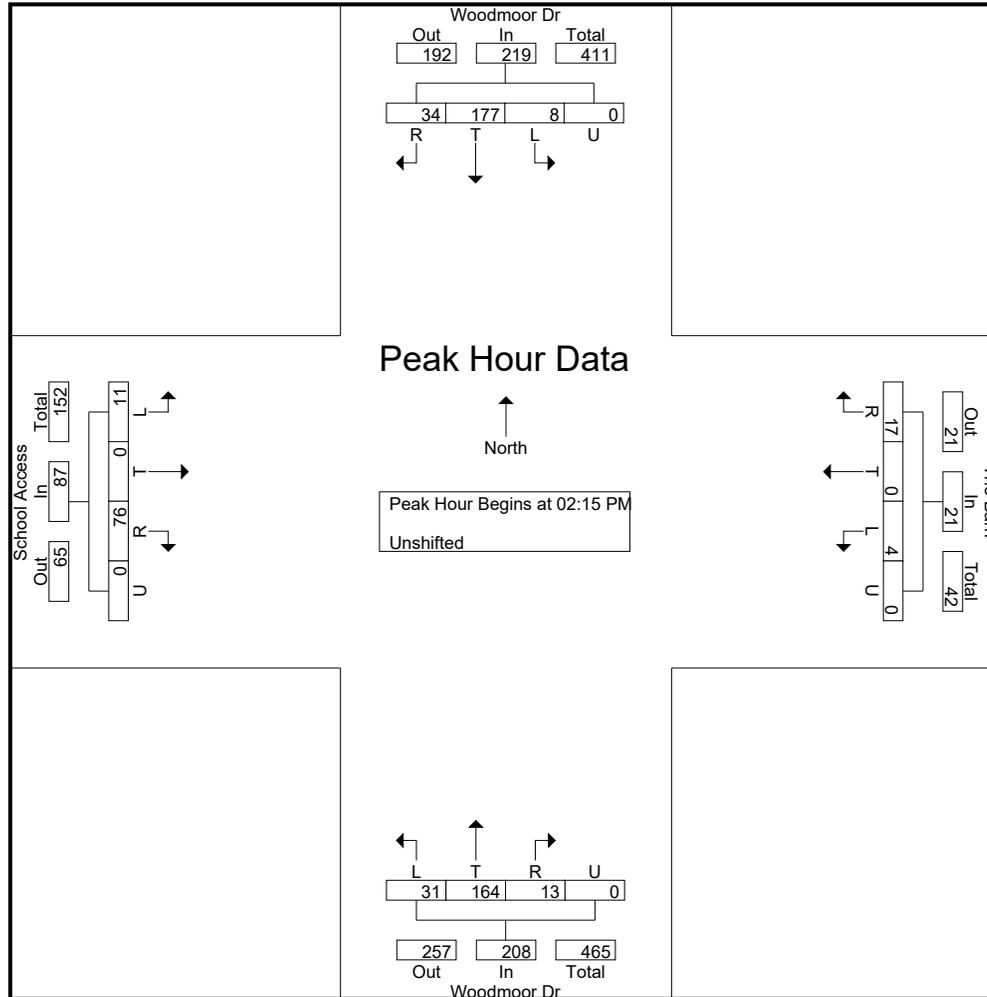 Woodmoor Dr
Out In Total
192 219 411
34 177 8 0
R T L U
Peak Hour Data
North
Peak Hour Begins at 02:15 PM
Unshifted
School Access
Out In Total
65 87 152
11 0 76 0
L T R U
R T L U
17 0 4 0
Out In Total
21 21 42
L T R U
31 164 13 0
257 208 465
Out In Total
Woodmoor Dr